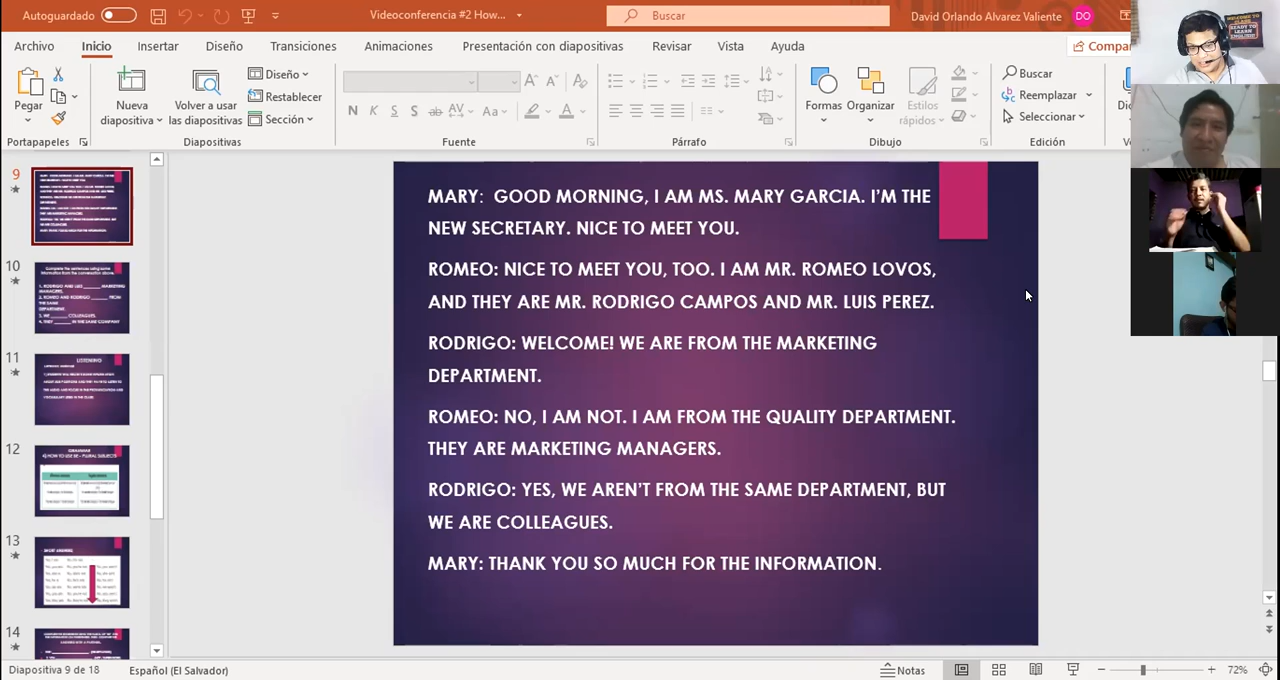 Autoguardado
Videoconferencia #2 How...
Buscar
David Orlando Alvarez Valiente
DO
Archivo
Inicio
Insertar
Diseño
Transiciones
Animaciones
Presentación con diapositivas
Revisar
Vista
Ayuda
Compar
Pegar
Nueva
diapositiva
Volver a usar
las diapositivas
Diseño
Restablecer
Sección
N K S S ab AV Aa A
Formas
Organizar
Estilos
rápidos
Buscar
Reemplazar
Seleccionar
Portapapeles
Diapositivas
Fuente
Párrafo
Dibujo
Edición
9
10
11
12
13
14
MARY: GOOD MORNING, I AM MS. MARY GARCIA. I'M THE
NEW SECRETARY. NICE TO MEET YOU.
ROMEO: NICE TO MEET YOU, TOO. I AM MR. ROMEO LOVOS,
AND THEY ARE MR. RODRIGO CAMPOS AND MR. LUIS PEREZ.
RODRIGO: WELCOME! WE ARE FROM THE MARKETING
DEPARTMENT.
ROMEO: NO, I AM NOT. I AM FROM THE QUALITY DEPARTMENT.
THEY ARE MARKETING MANAGERS.
RODRIGO: YES, WE AREN'T FROM THE SAME DEPARTMENT, BUT
WE ARE COLLEAGUES.
MARY: THANK YOU SO MUCH FOR THE INFORMATION.
Diapositiva 9 de 18
Español (El Salvador)
Notas
72%